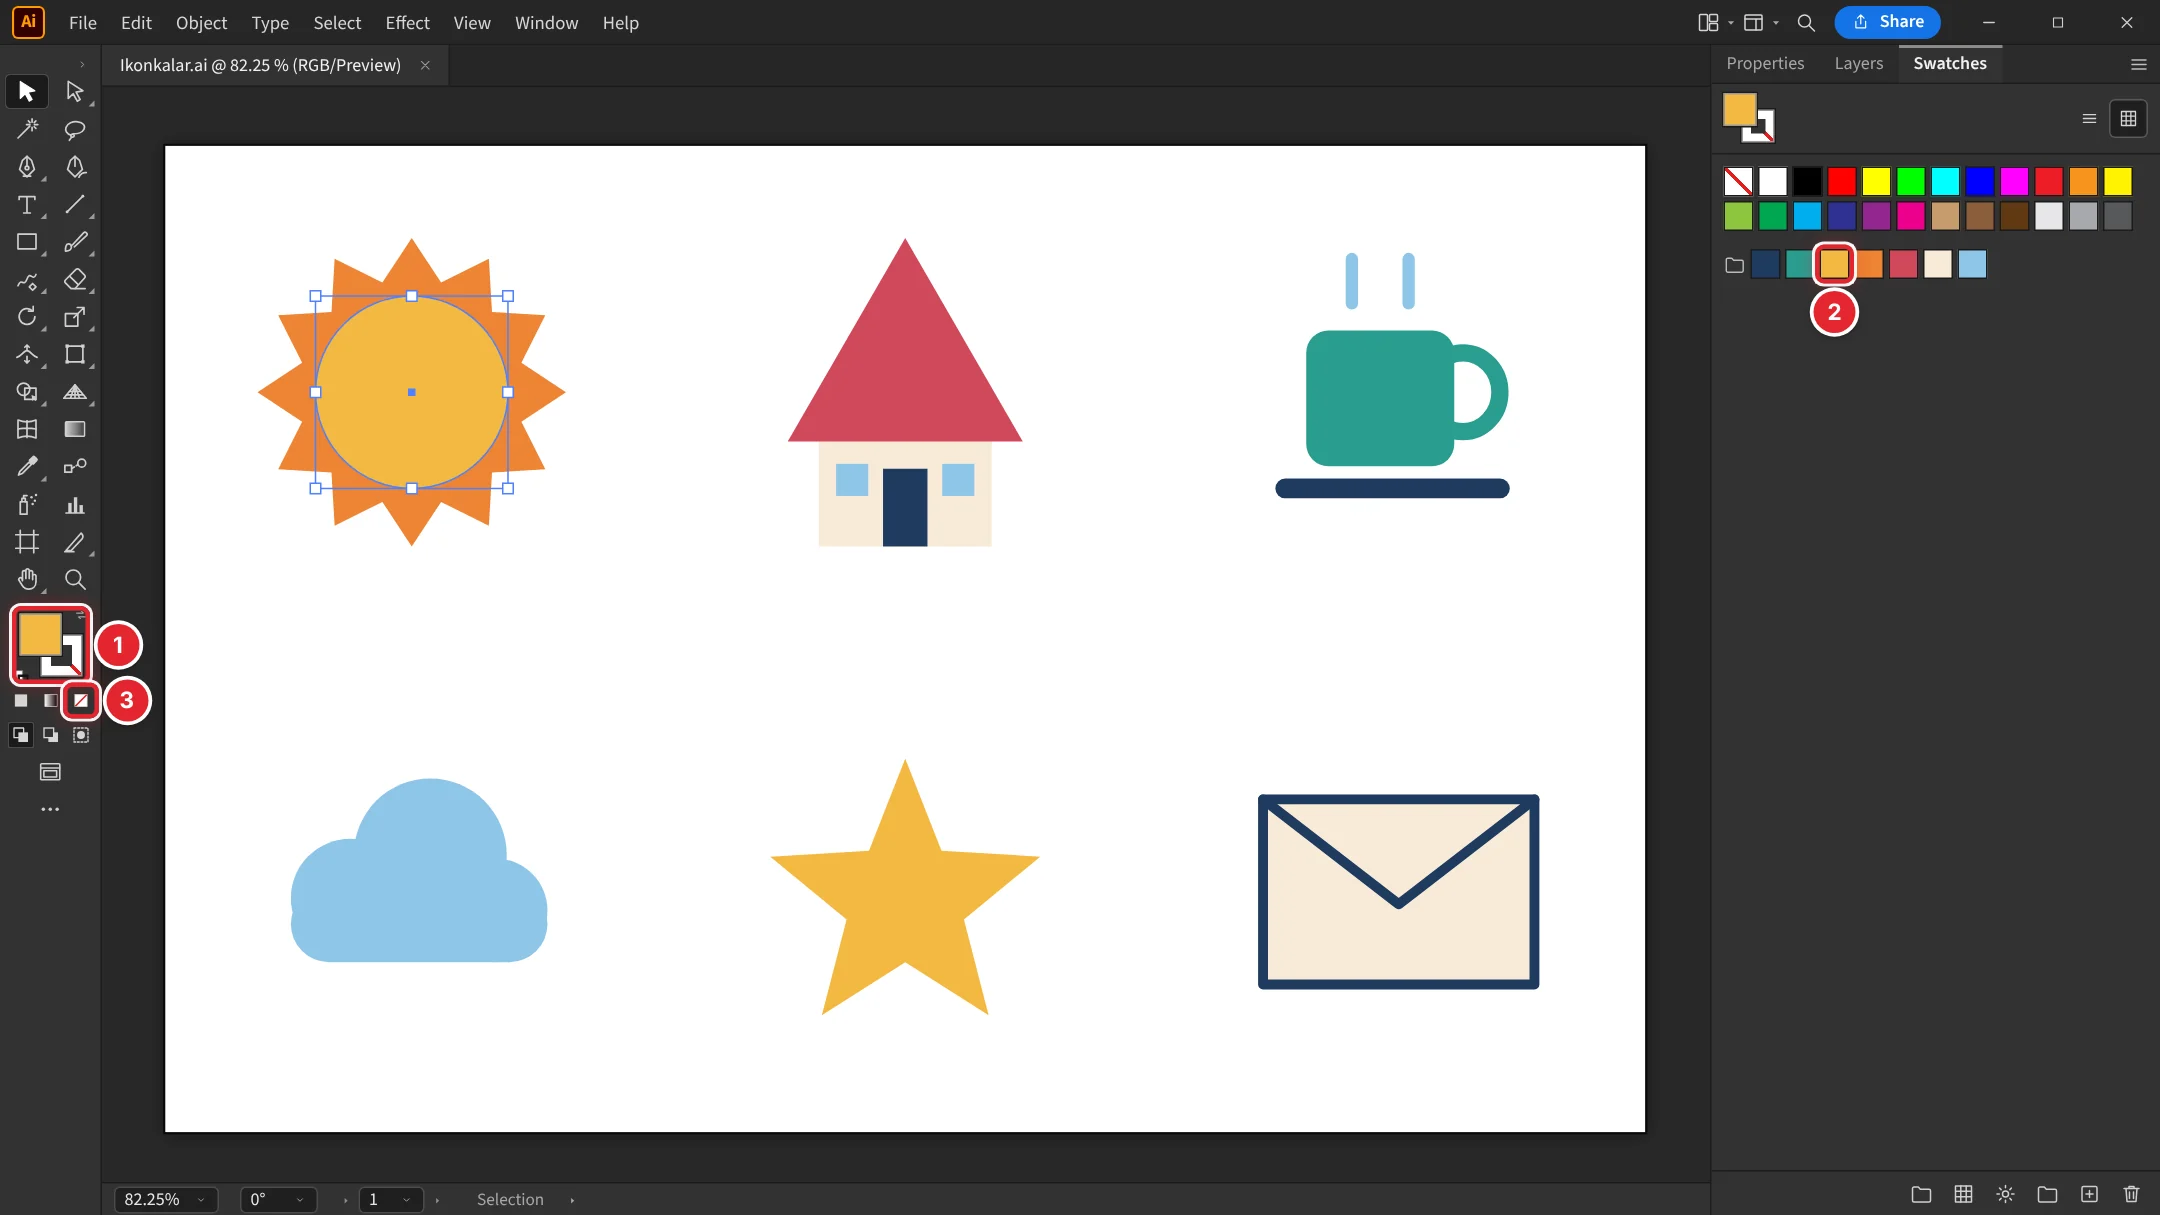 Ai File Edit Object Type Select Effect View Window Help Share
Ikonkalar.ai @ 82.25 % (RGB/Preview)
Properties Layers Swatches
2
1
3
82.25% 0° 1 Selection